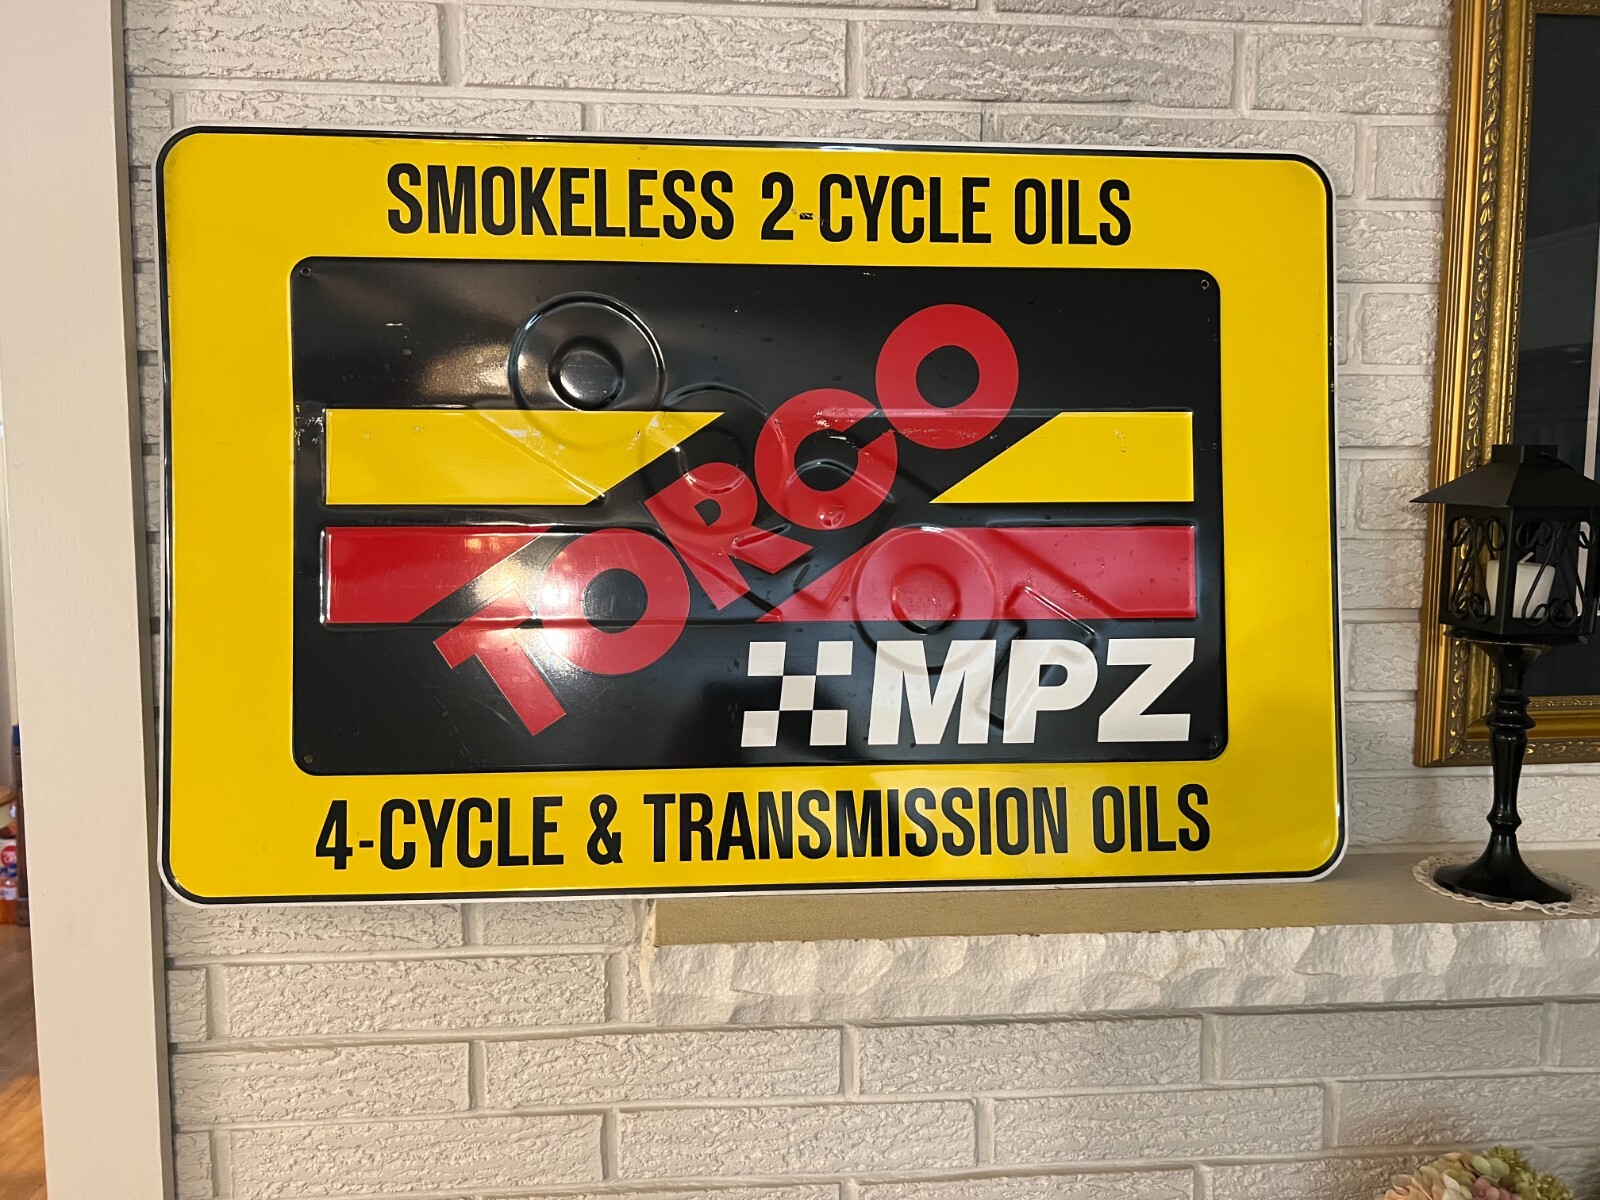 SMOKELESS 2-CYCLE OILS
TORCO
MPZ
4-CYCLE & TRANSMISSION OILS